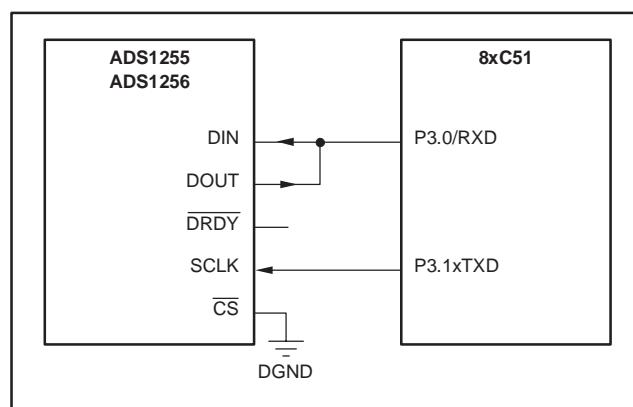 ADS1255
ADS1256
8xC51
DIN
P3.0/RXD
DOUT
DRDY
SCLK
P3.1xTXD
CS
DGND